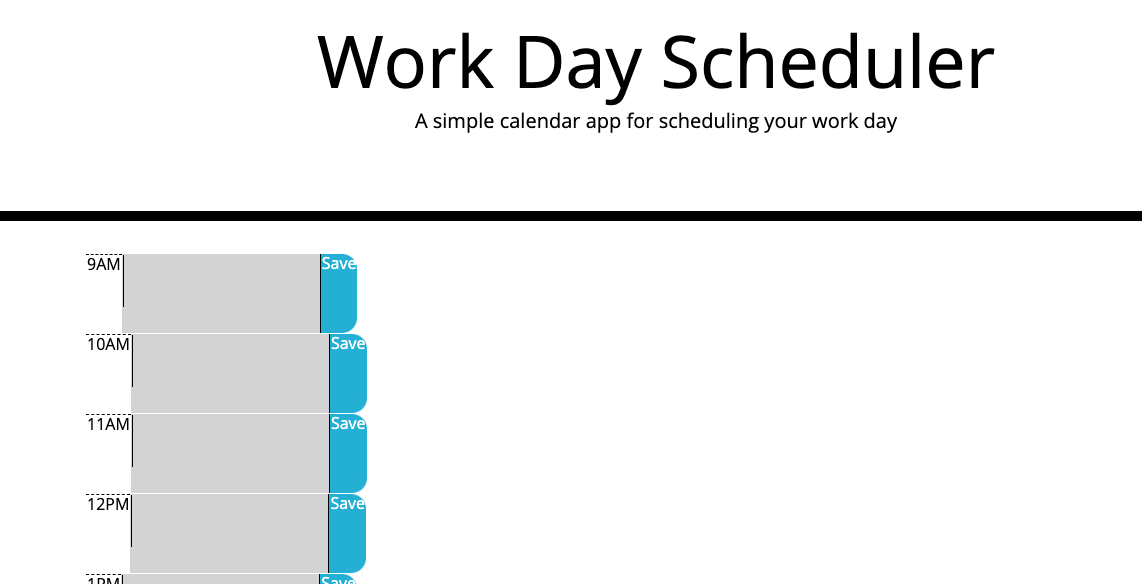 Work Day Scheduler
A simple calendar app for scheduling your work day
9AM Save
10AM Save
11AM Save
12PM Save
1PM Save